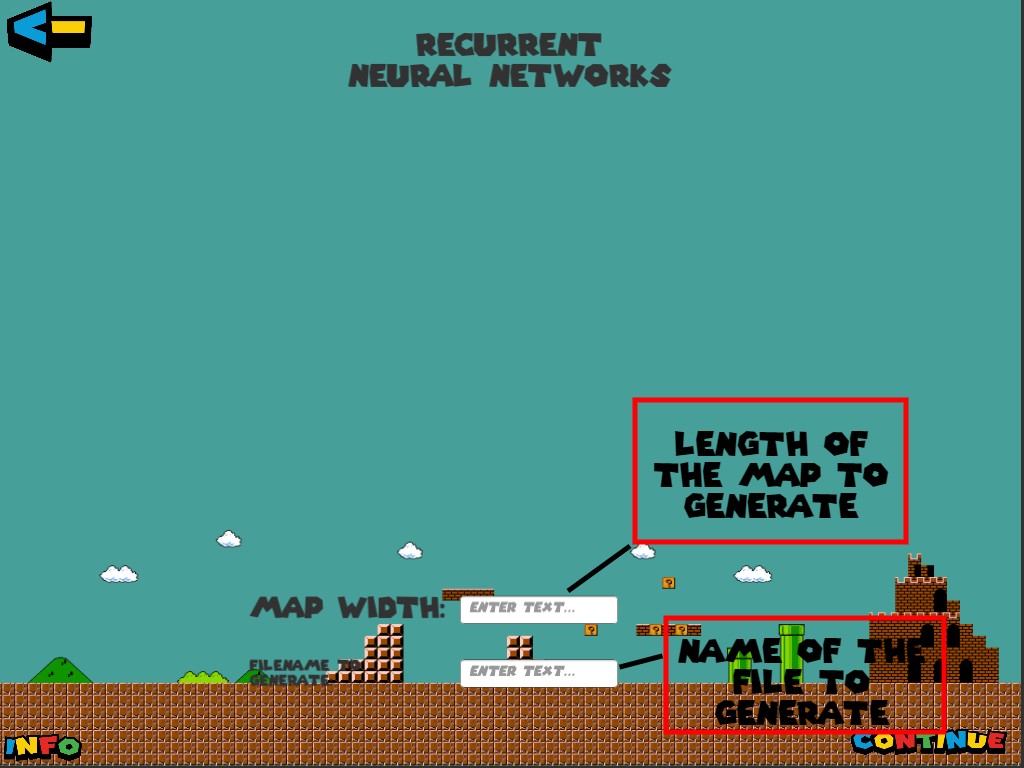 RECURRENT
NEURAL NETWORKS
LENGTH OF
THE MAP TO
GENERATE
MAP WIDTH:
ENTER TEXT...
FILENAME TO
GENERATE
ENTER TEXT...
NAME OF THE
FILE TO
GENERATE
INFO
CONTINUE